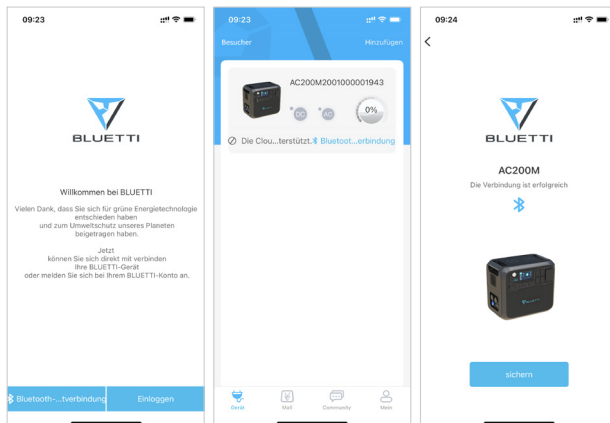 09:23
BLUETTI
Willkommen bei BLUETTI
Vielen Dank, dass Sie sich für grüne Energietechnologie
entschieden haben
und zum Umweltschutz unseres Planeten
beigetragen haben.
Jetzt
können Sie sich direkt mit verbinden
Ihre BLUETTI-Gerät
oder melden Sie sich bei Ihrem BLUETTI-Konto an.
Bluetooth-...tverbindung
Einloggen
09:23
Besucher
Hinzufügen
AC200M2001000001943
DC
AC
0%
Die Clou...terstützt.
Bluetoot...erbindung
Gerät
Mall
Community
Mein
09:24
BLUETTI
AC200M
Die Verbindung ist erfolgreich
BLUETTI
sichern